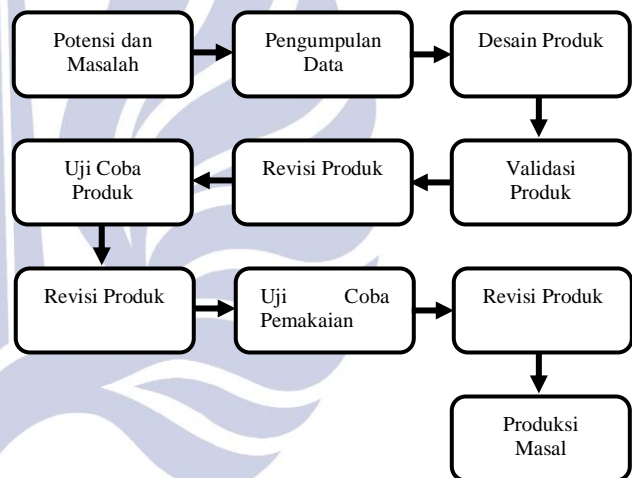 Potensi dan
Masalah
Pengumpulan
Data
Desain Produk
Validasi
Produk
Revisi Produk
Uji Coba
Produk
Revisi Produk
Uji Coba
Pemakaian
Revisi Produk
Produksi
Masal